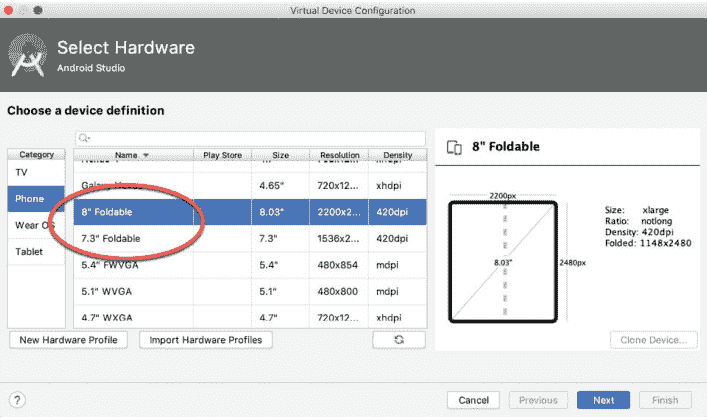 Virtual Device Configuration
Select Hardware
Android Studio
Choose a device definition
Category
TV
Phone
Wear OS
Tablet
Name Play Store Size Resolution Density
4.65" 720x12... xhdpi
8" Foldable 8.03" 2200x2... 420dpi
7.3" Foldable 7.3" 1536x2... 420dpi
5.4" FWVGA 5.4" 480x854 mdpi
5.1" WVGA 5.1" 480x800 mdpi
4.7" WXGA 4.7" 720x12... xhdpi
New Hardware Profile Import Hardware Profiles
8" Foldable
2200px
8.03"
2480px
Size: xlarge
Ratio: notlong
Density: 420dpi
Folded: 1148x2480
Clone Device...
? Cancel Previous Next Finish